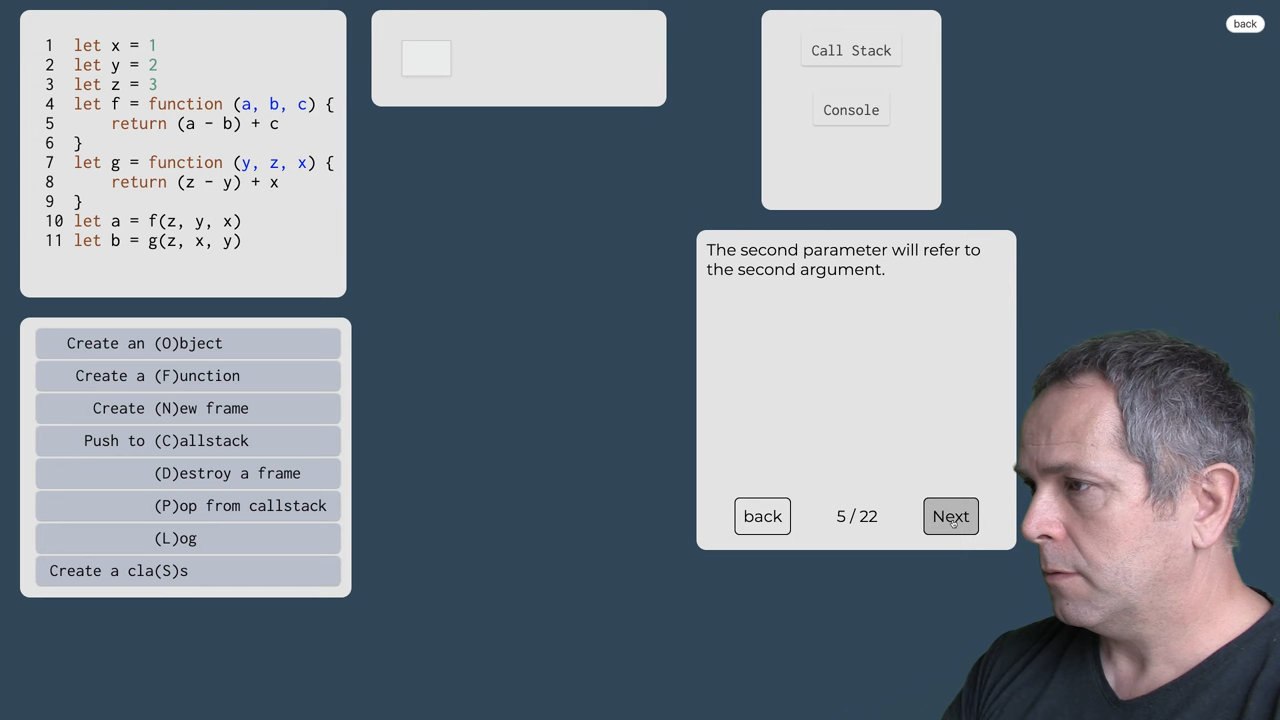 1 let x = 1
2 let y = 2
3 let z = 3
4 let f = function (a, b, c) {
5 return (a - b) + c
6 }
7 let g = function (y, z, x) {
8 return (z - y) + x
9 }
10 let a = f(z, y, x)
11 let b = g(z, x, y)
Create an (O)bject
Create a (F)unction
Create (N)ew frame
Push to (C)allstack
(D)estroy a frame
(P)op from callstack
(L)og
Create a cla(S)s
Call Stack
Console
back
The second parameter will refer to
the second argument.
back 5 / 22 Next